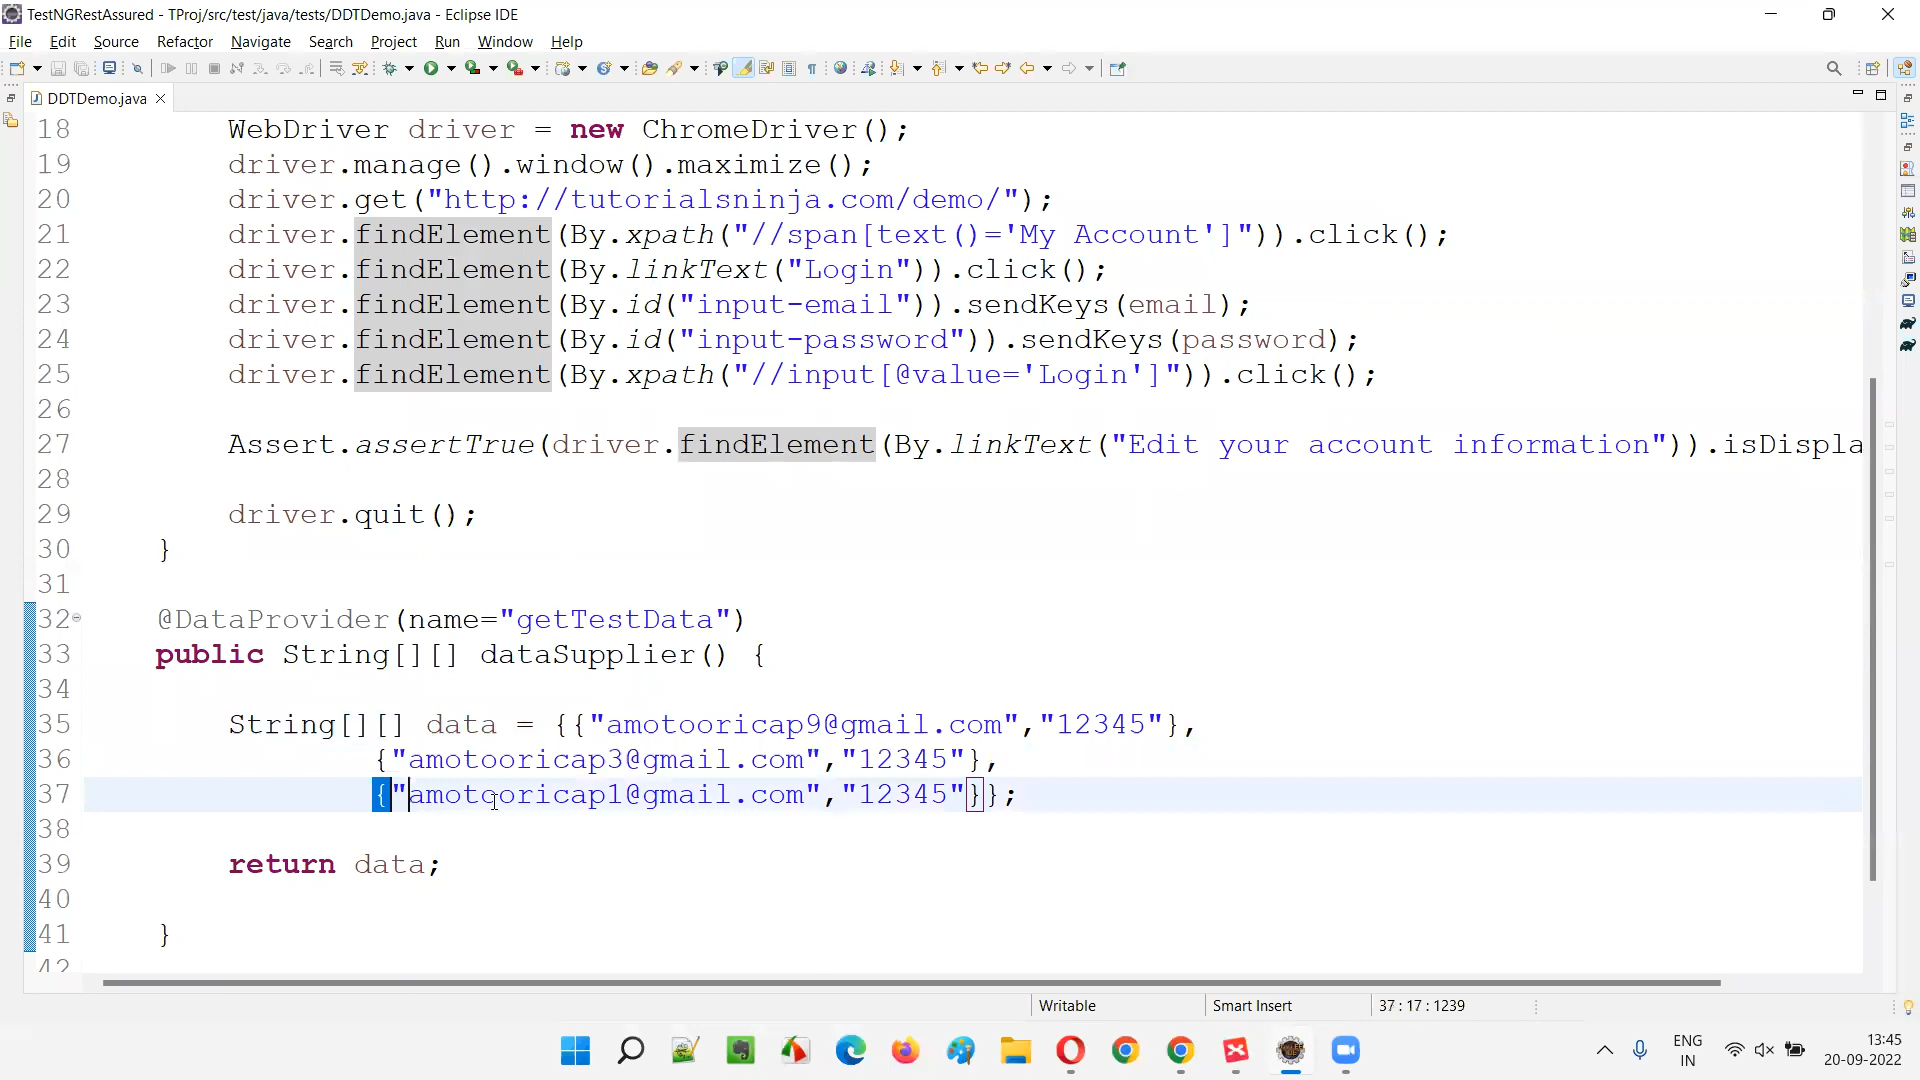 TestNGRestAssured - TProj/src/test/java/tests/DDTDemo.java - Eclipse IDE
File Edit Source Refactor Navigate Search Project Run Window Help
DDTDemo.java
18 WebDriver driver = new ChromeDriver();
19 driver.manage().window().maximize();
20 driver.get("http://tutorialsninja.com/demo/");
21 driver.findElement(By.xpath("//span[text()='My Account']")).click();
22 driver.findElement(By.linkText("Login")).click();
23 driver.findElement(By.id("input-email")).sendKeys(email);
24 driver.findElement(By.id("input-password")).sendKeys(password);
25 driver.findElement(By.xpath("//input[@value='Login']")).click();
26
27 Assert.assertTrue(driver.findElement(By.linkText("Edit your account information")).isDispla
28
29 driver.quit();
30 }
31
32 @DataProvider(name="getTestData")
33 public String[][] dataSupplier() {
34
35 String[][] data = {{"amotooricap9@gmail.com","12345"},
36 {"amotooricap3@gmail.com","12345"},
37 {"amotooricap1@gmail.com","12345"}};
38
39 return data;
40
41 }
42
Writable Smart Insert 37 : 17 : 1239
ENG 13:45
IN 20-09-2022